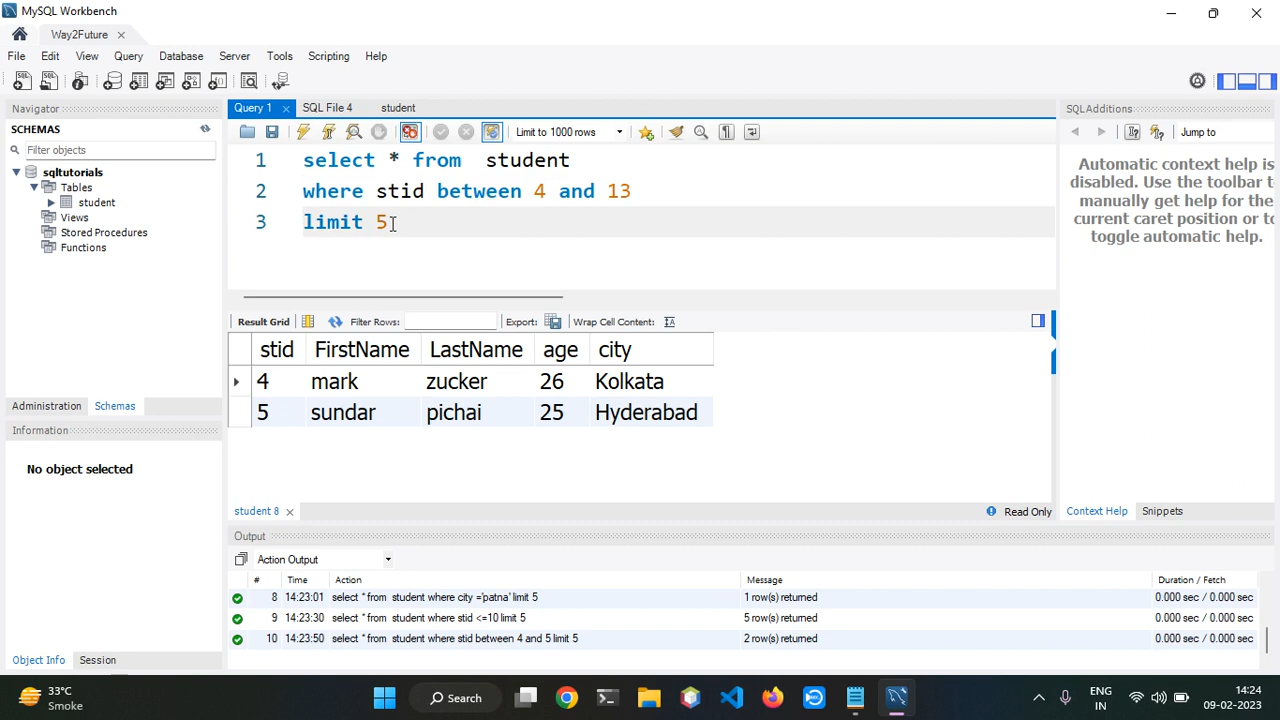 MySQL Workbench
Way2Future
File Edit View Query Database Server Tools Scripting Help
Navigator
SCHEMAS
Filter objects
sqltutorials
Tables
student
Views
Stored Procedures
Functions
Administration Schemas
Information
No object selected
Object Info Session
Query 1 SQL File 4 student
Limit to 1000 rows
1 select * from  student
2 where stid between 4 and 13
3 limit 5
Result Grid Filter Rows: Export: Wrap Cell Content:
stid FirstName LastName age city
4 mark zucker 26 Kolkata
5 sundar pichai 25 Hyderabad
student 8 Read Only
SQLAdditions
Jump to
Automatic context help is
disabled. Use the toolbar t
manually get help for the
current caret position or to
toggle automatic help.
Context Help Snippets
Output
Action Output
# Time Action Message Duration / Fetch
8 14:23:01 select * from  student where city ='patna' limit 5 1 row(s) returned 0.000 sec / 0.000 sec
9 14:23:30 select * from  student where stid <=10 limit 5 5 row(s) returned 0.000 sec / 0.000 sec
10 14:23:50 select * from  student where stid between 4 and 5 limit 5 2 row(s) returned 0.000 sec / 0.000 sec
33°C
Smoke
Search
ENG
IN
14:24
09-02-2023